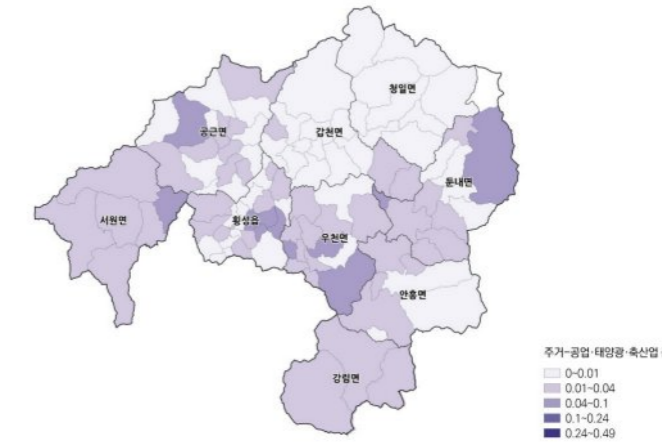 청일면
공근면
갑천면
둔내면
서원면
횡성읍
우천면
안흥면
강림면
주거-공업·태양광·축산업
0-0.01
0.01-0.04
0.04-0.1
0.1-0.24
0.24-0.49